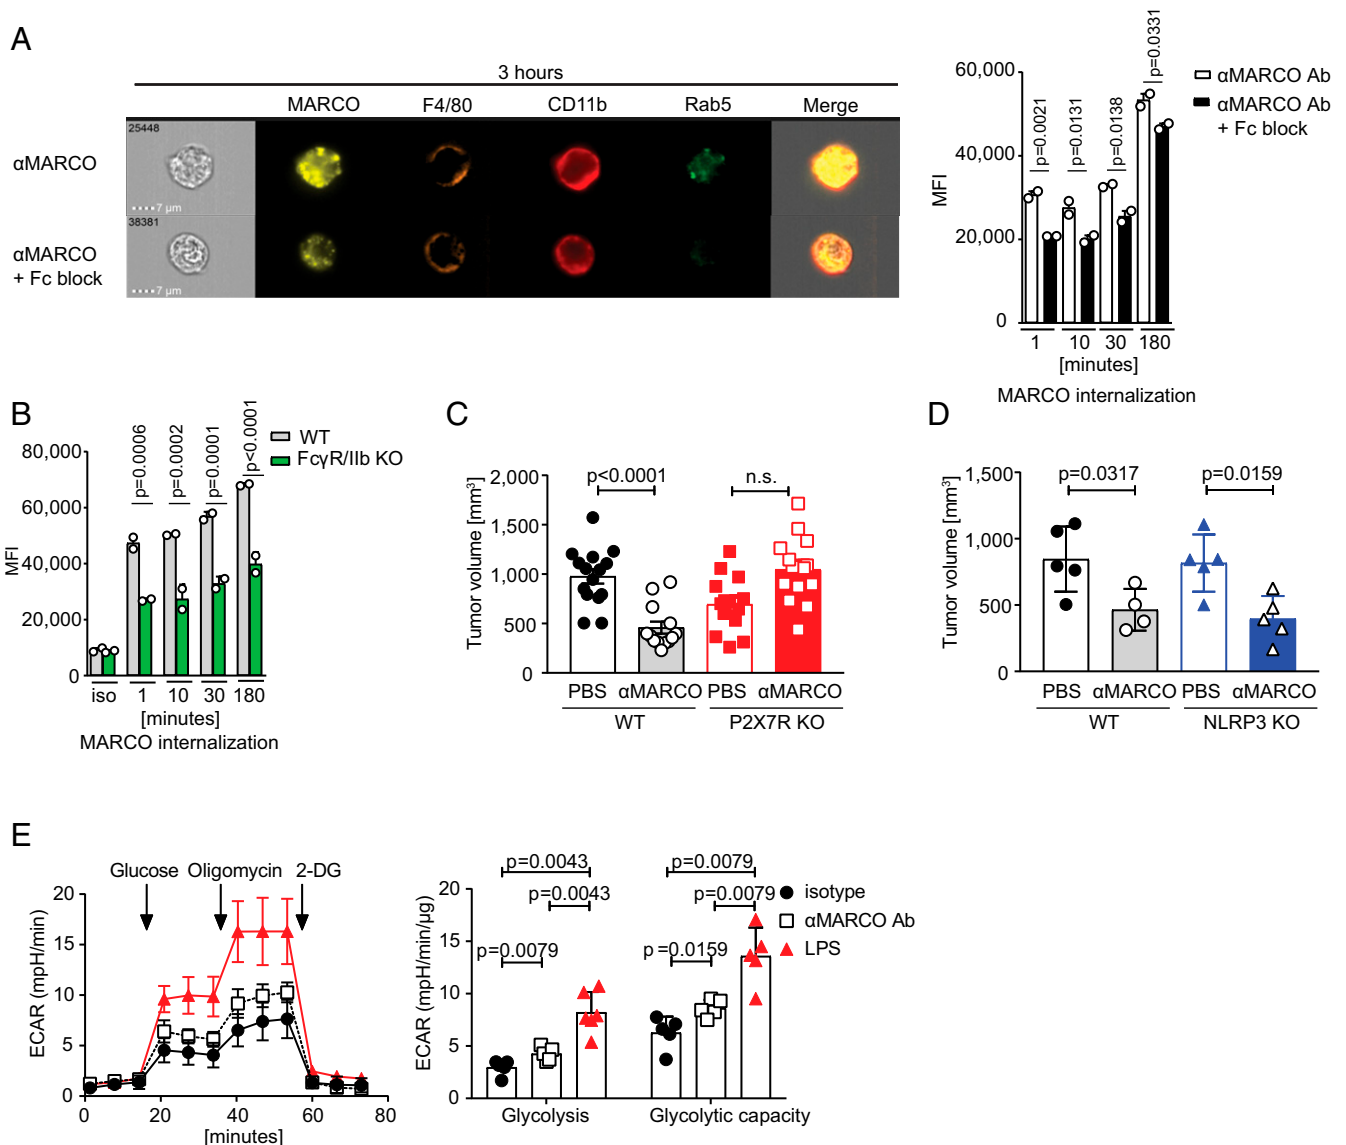 A
3 hours
MARCO F4/80 CD11b Rab5 Merge
25448
αMARCO
7 μm
38381
αMARCO
+ Fc block
7 μm
60,000
40,000
20,000
0
MFI
p=0.0021
p=0.0131
p=0.0138
p=0.0331
αMARCO Ab
αMARCO Ab
+ Fc block
1 10 30 180
[minutes]
MARCO internalization
B
80,000
60,000
40,000
20,000
0
MFI
p=0.0006
p=0.0002
p=0.0001
p<0.0001
WT
FcγR/IIb KO
iso 1 10 30 180
[minutes]
MARCO internalization
C
Tumor volume [mm³]
2,000
1,500
1,000
500
0
p<0.0001
n.s.
PBS αMARCO PBS αMARCO
WT P2X7R KO
D
Tumor volume [mm³]
1,500
1,000
500
0
p=0.0317
p=0.0159
PBS αMARCO PBS αMARCO
WT NLRP3 KO
E
Glucose Oligomycin 2-DG
ECAR (mpH/min)
20
15
10
5
0
0 20 40 60 80
[minutes]
ECAR (mpH/min/μg)
20
15
10
5
0
p=0.0043
p=0.0043
p=0.0079
p=0.0079
p=0.0079
p=0.0159
isotype
αMARCO Ab
LPS
Glycolysis Glycolytic capacity